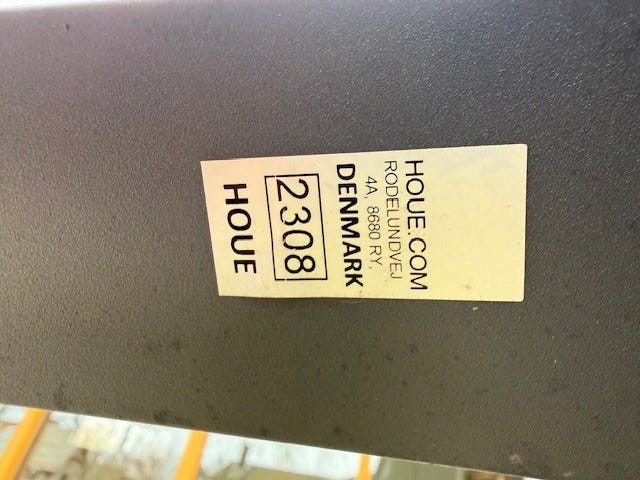 HOUE.COM
RODELUNDVEJ
4A, 8680 RY,
DENMARK
2308
HOUE